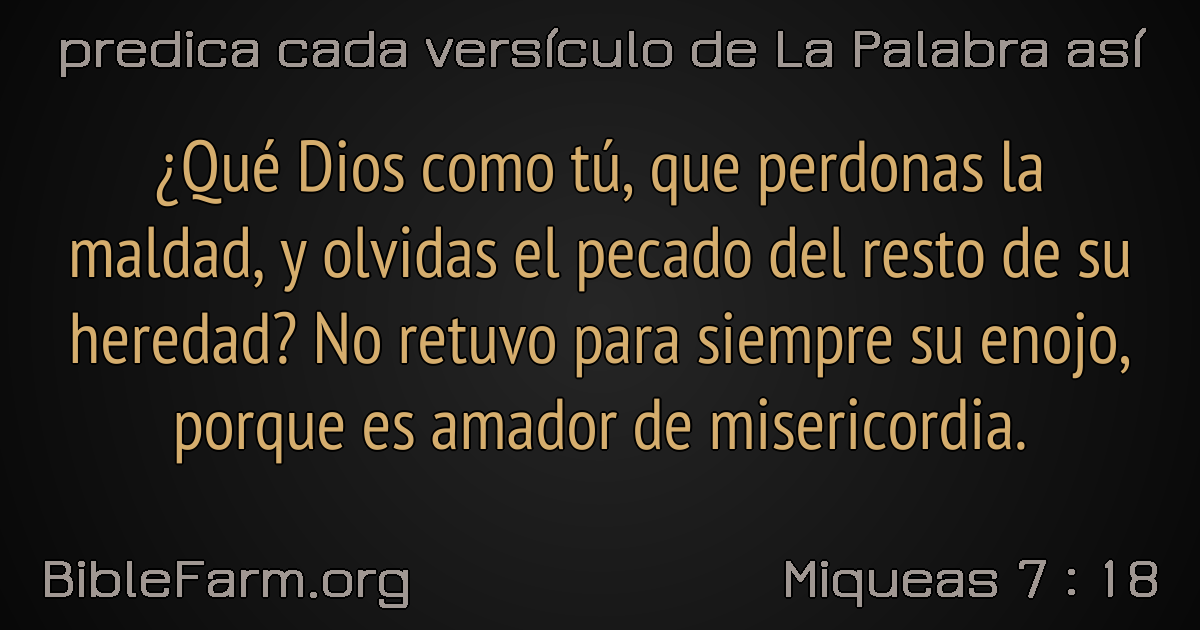 predica cada versículo de La Palabra así
¿Qué Dios como tú, que perdonas la
maldad, y olvidas el pecado del resto de su
heredad? No retuvo para siempre su enojo,
porque es amador de misericordia.
BibleFarm.org
Miqueas 7 : 18